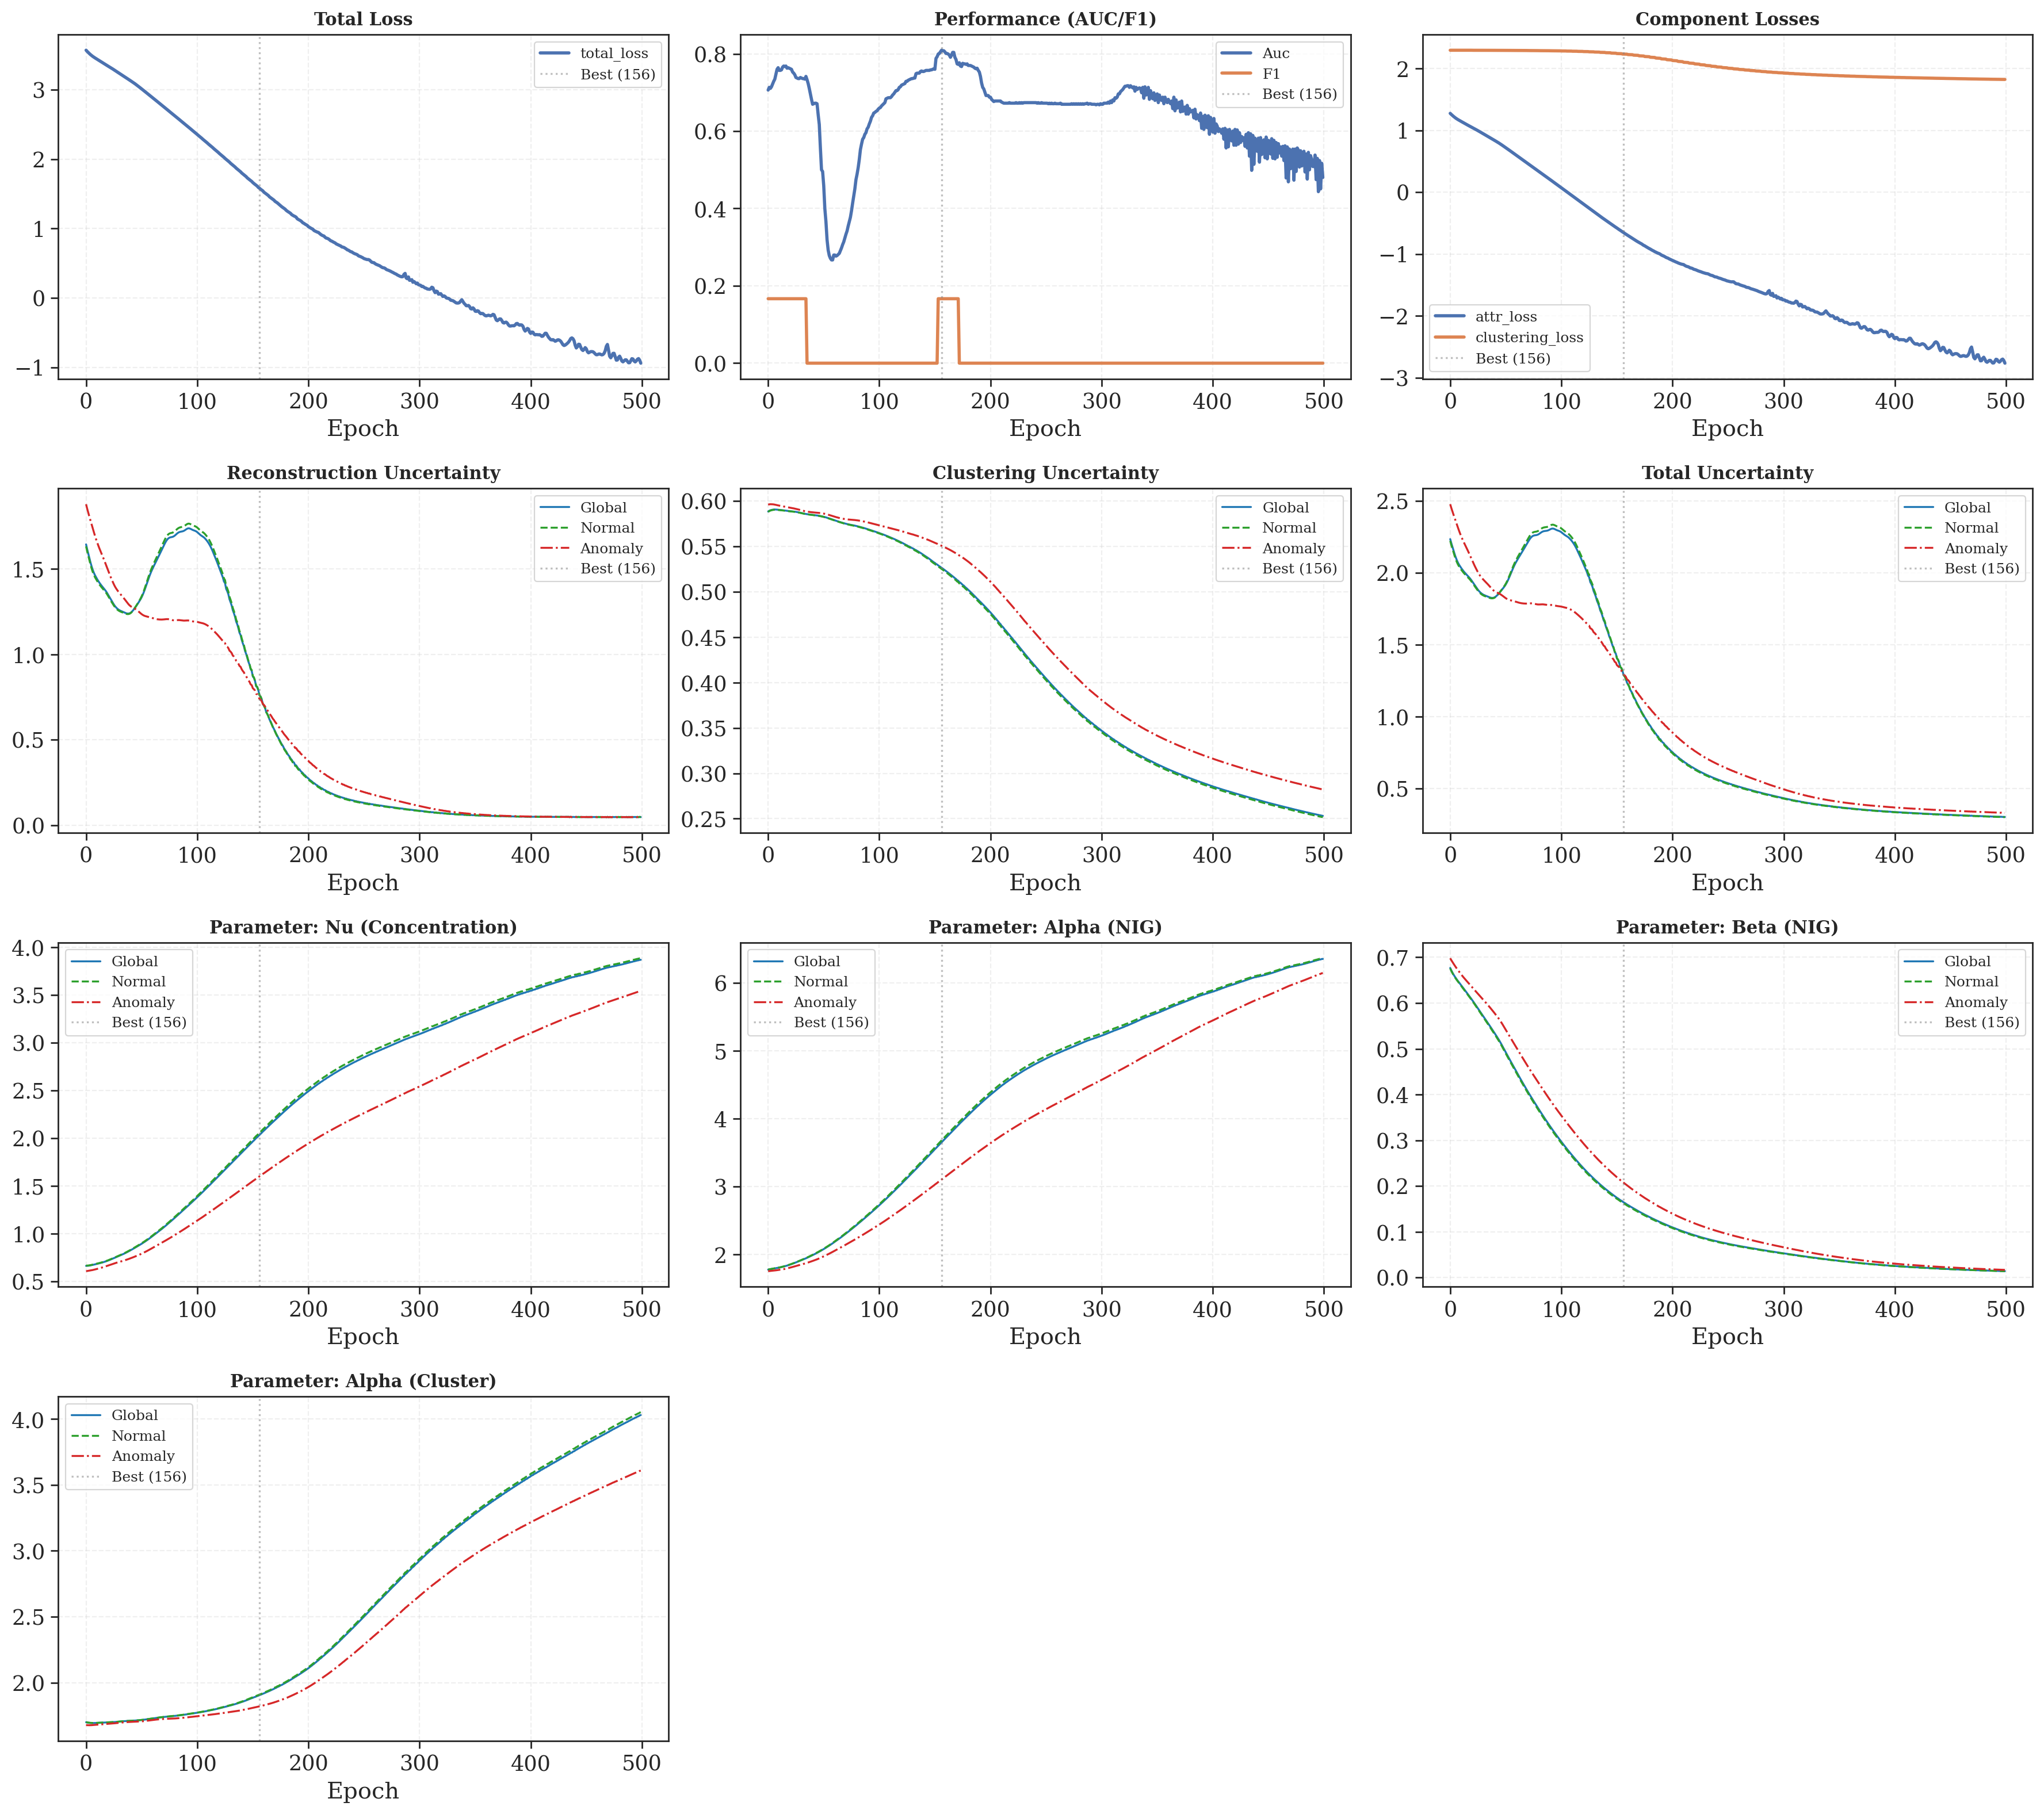 Total Loss
total_loss
Best (156)
3
2
1
0
−1
0 100 200 300 400 500
Epoch
Performance (AUC/F1)
Auc
F1
Best (156)
0.8
0.6
0.4
0.2
0.0
0 100 200 300 400 500
Epoch
Component Losses
attr_loss
clustering_loss
Best (156)
2
1
0
−1
−2
−3
0 100 200 300 400 500
Epoch
Reconstruction Uncertainty
Global
Normal
Anomaly
Best (156)
1.5
1.0
0.5
0.0
0 100 200 300 400 500
Epoch
Clustering Uncertainty
Global
Normal
Anomaly
Best (156)
0.60
0.55
0.50
0.45
0.40
0.35
0.30
0.25
0 100 200 300 400 500
Epoch
Total Uncertainty
Global
Normal
Anomaly
Best (156)
2.5
2.0
1.5
1.0
0.5
0 100 200 300 400 500
Epoch
Parameter: Nu (Concentration)
Global
Normal
Anomaly
Best (156)
4.0
3.5
3.0
2.5
2.0
1.5
1.0
0.5
0 100 200 300 400 500
Epoch
Parameter: Alpha (NIG)
Global
Normal
Anomaly
Best (156)
6
5
4
3
2
0 100 200 300 400 500
Epoch
Parameter: Beta (NIG)
Global
Normal
Anomaly
Best (156)
0.7
0.6
0.5
0.4
0.3
0.2
0.1
0.0
0 100 200 300 400 500
Epoch
Parameter: Alpha (Cluster)
Global
Normal
Anomaly
Best (156)
4.0
3.5
3.0
2.5
2.0
0 100 200 300 400 500
Epoch